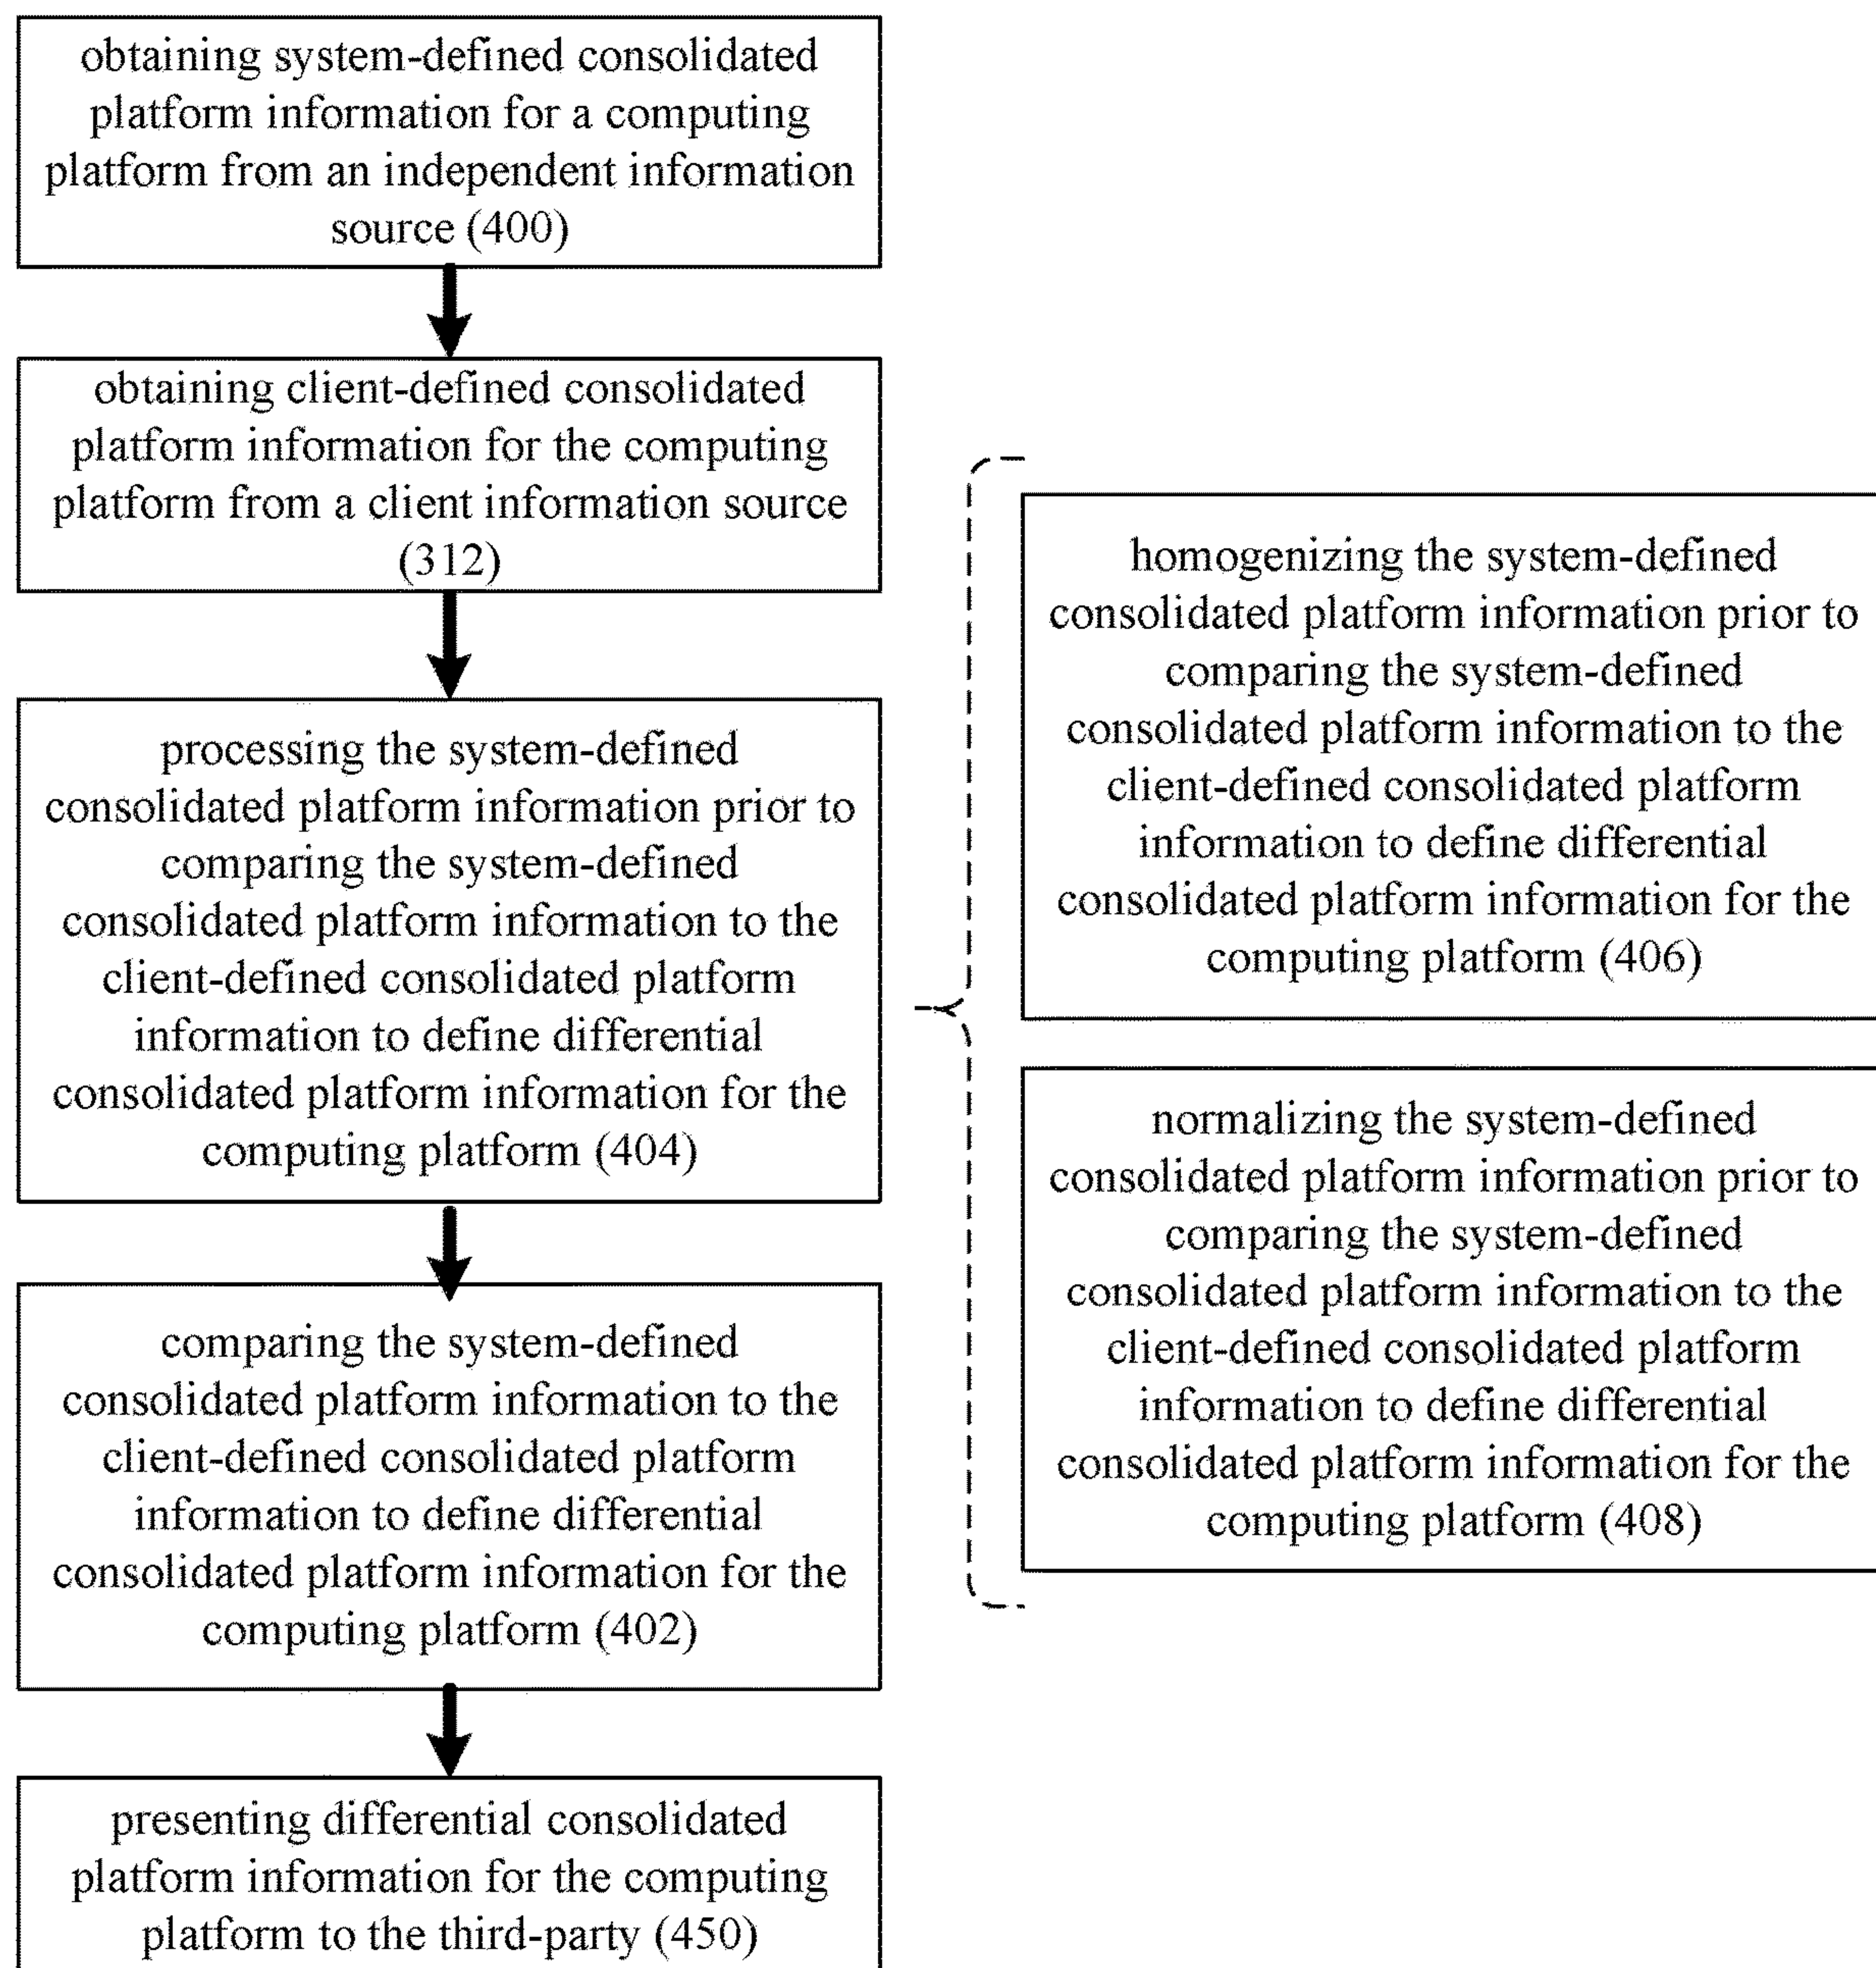 obtaining system-defined consolidated
platform information for a computing
platform from an independent information
source (400)
obtaining client-defined consolidated
platform information for the computing
platform from a client information source
(312)
processing the system-defined
consolidated platform information prior to
comparing the system-defined
consolidated platform information to the
client-defined consolidated platform
information to define differential
consolidated platform information for the
computing platform (404)
comparing the system-defined
consolidated platform information to the
client-defined consolidated platform
information to define differential
consolidated platform information for the
computing platform (402)
presenting differential consolidated
platform information for the computing
platform to the third-party (450)
homogenizing the system-defined
consolidated platform information prior to
comparing the system-defined
consolidated platform information to the
client-defined consolidated platform
information to define differential
consolidated platform information for the
computing platform (406)
normalizing the system-defined
consolidated platform information prior to
comparing the system-defined
consolidated platform information to the
client-defined consolidated platform
information to define differential
consolidated platform information for the
computing platform (408)